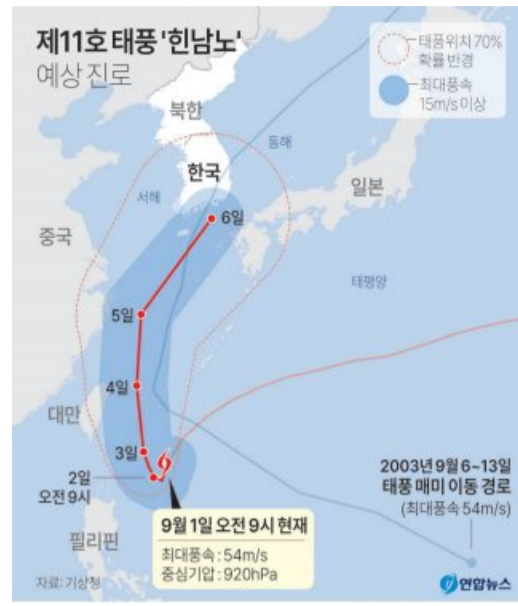 제11호 태풍 '힌남노'
예상 진로
태풍위치 70%
확률 반경
최대풍속
15m/s 이상
북한
동해
한국
서해
일본
6일
중국
태평양
5일
4일
대만
3일
2일
오전 9시
2003년 9월 6~13일
태풍 매미 이동 경로
(최대풍속 54m/s)
9월 1일 오전 9시 현재
최대풍속 : 54m/s
중심기압 : 920hPa
필리핀
자료: 기상청
연합뉴스